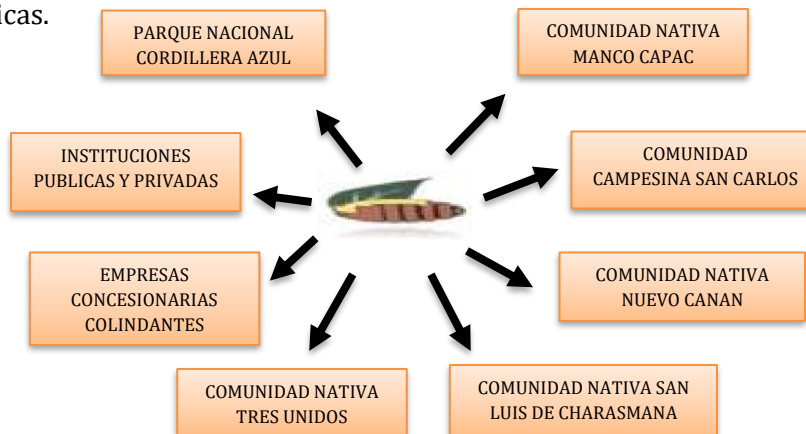 icas.
PARQUE NACIONAL
CORDILLERA AZUL
COMUNIDAD NATIVA
MANCO CAPAC
INSTITUCIONES
PUBLICAS Y PRIVADAS
COMUNIDAD
CAMPESINA SAN CARLOS
EMPRESAS
CONCESIONARIAS
COLINDANTES
COMUNIDAD NATIVA
NUEVO CANAN
COMUNIDAD NATIVA
TRES UNIDOS
COMUNIDAD NATIVA SAN
LUIS DE CHARASMANA